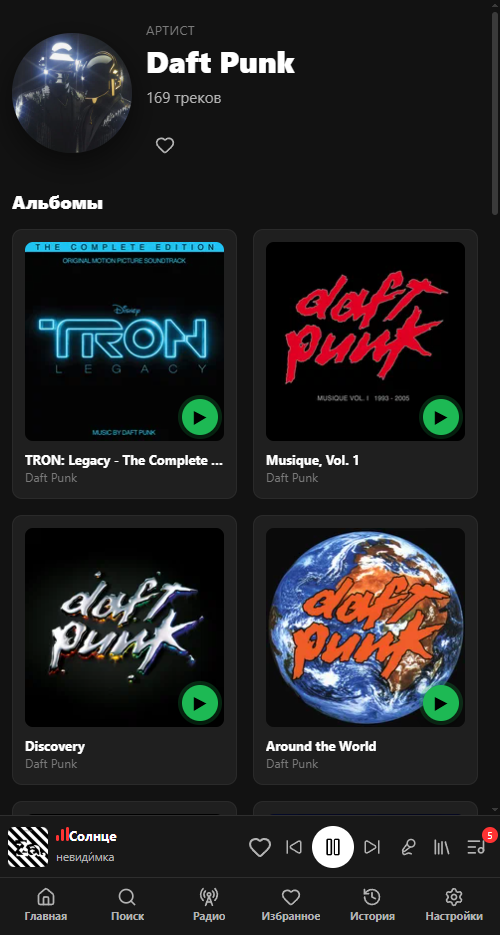 АРТИСТ
Daft Punk
169 треков
Альбомы
THE COMPLETE EDITION
ORIGINAL MOTION PICTURE SOUNDTRACK
Disney
TRON
LEGACY
MUSIC BY DAFT PUNK
TRON: Legacy - The Complete ...
Daft Punk
daft
punk
MUSIQUE VOL. 1 1993 - 2005
Musique, Vol. 1
Daft Punk
daft
punk
Discovery
Daft Punk
daft
punk
Around the World
Daft Punk
Солнце
невиди́мка
5
Главная
Поиск
Радио
Избранное
История
Настройки